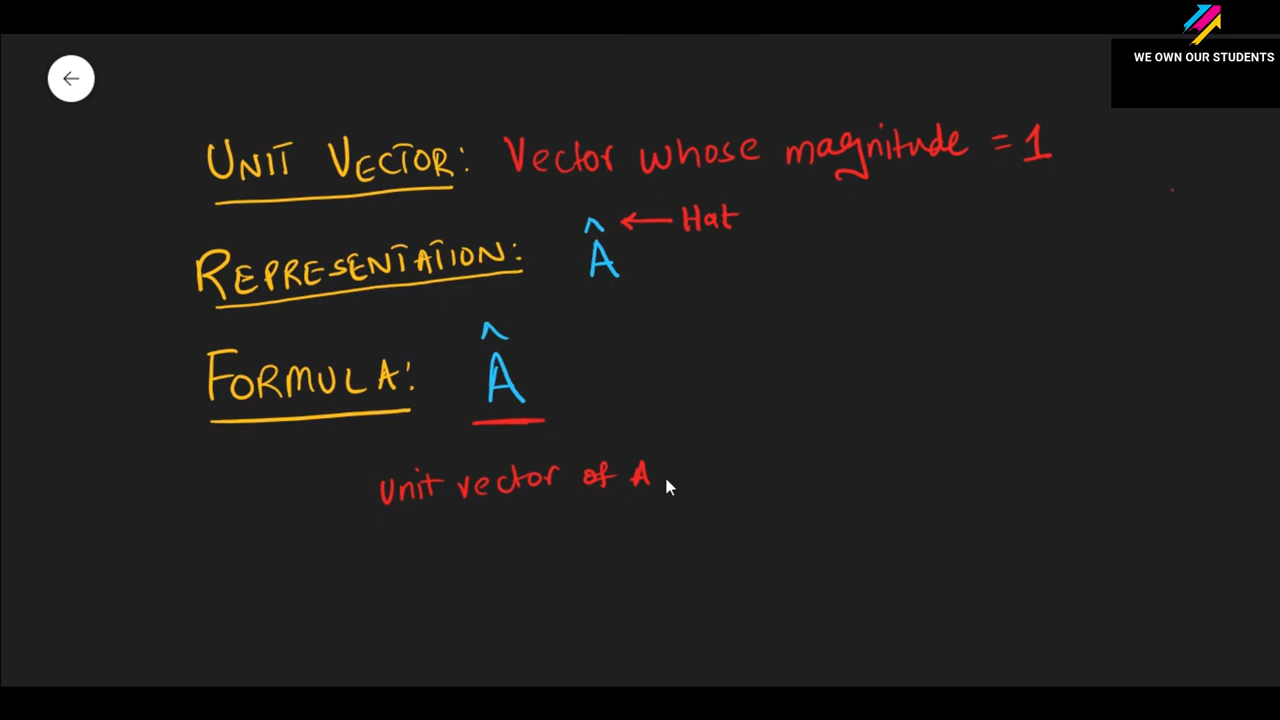 WE OWN OUR STUDENTS
UNIT VECTOR: Vector whose magnitude = 1
REPRESENTATION: Â ← Hat
FORMULA: Â
Unit vector of A